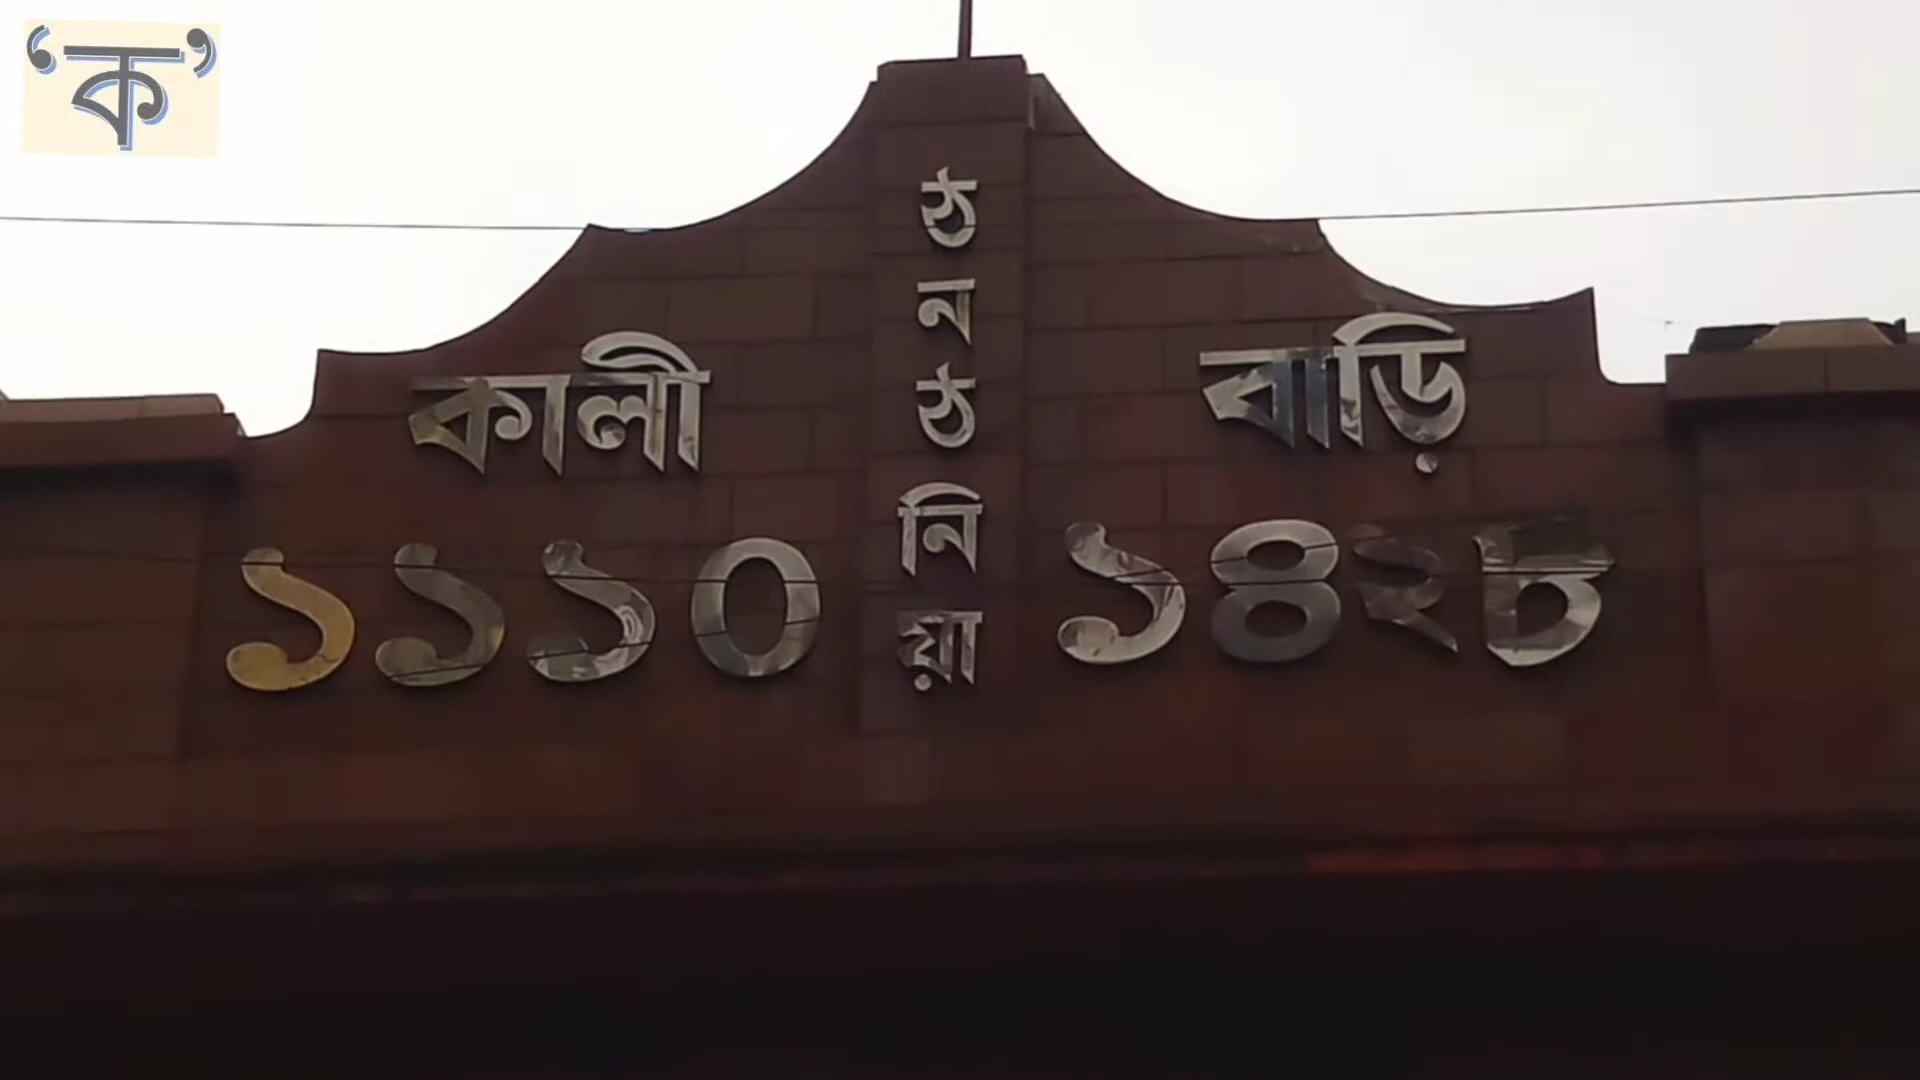 ‘ক’
ঠ
ন
ঠ
নি
য়া
কালী বাড়ি
১১১০ ১৪২৮